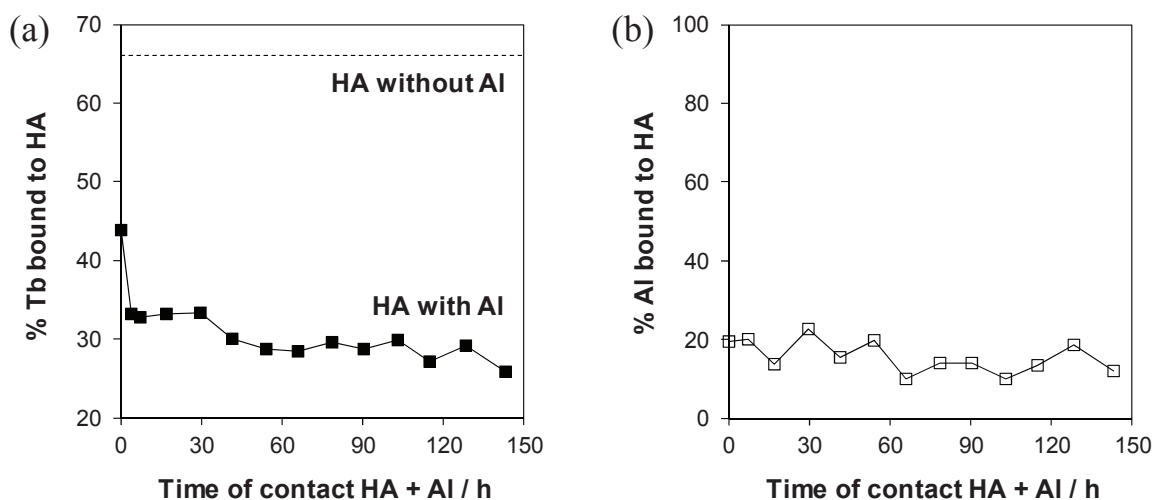 (a)
% Tb bound to HA
70
60
50
40
30
20
HA without Al
HA with Al
0 30 60 90 120 150
Time of contact HA + Al / h
(b)
% Al bound to HA
100
80
60
40
20
0
0 30 60 90 120 150
Time of contact HA + Al / h